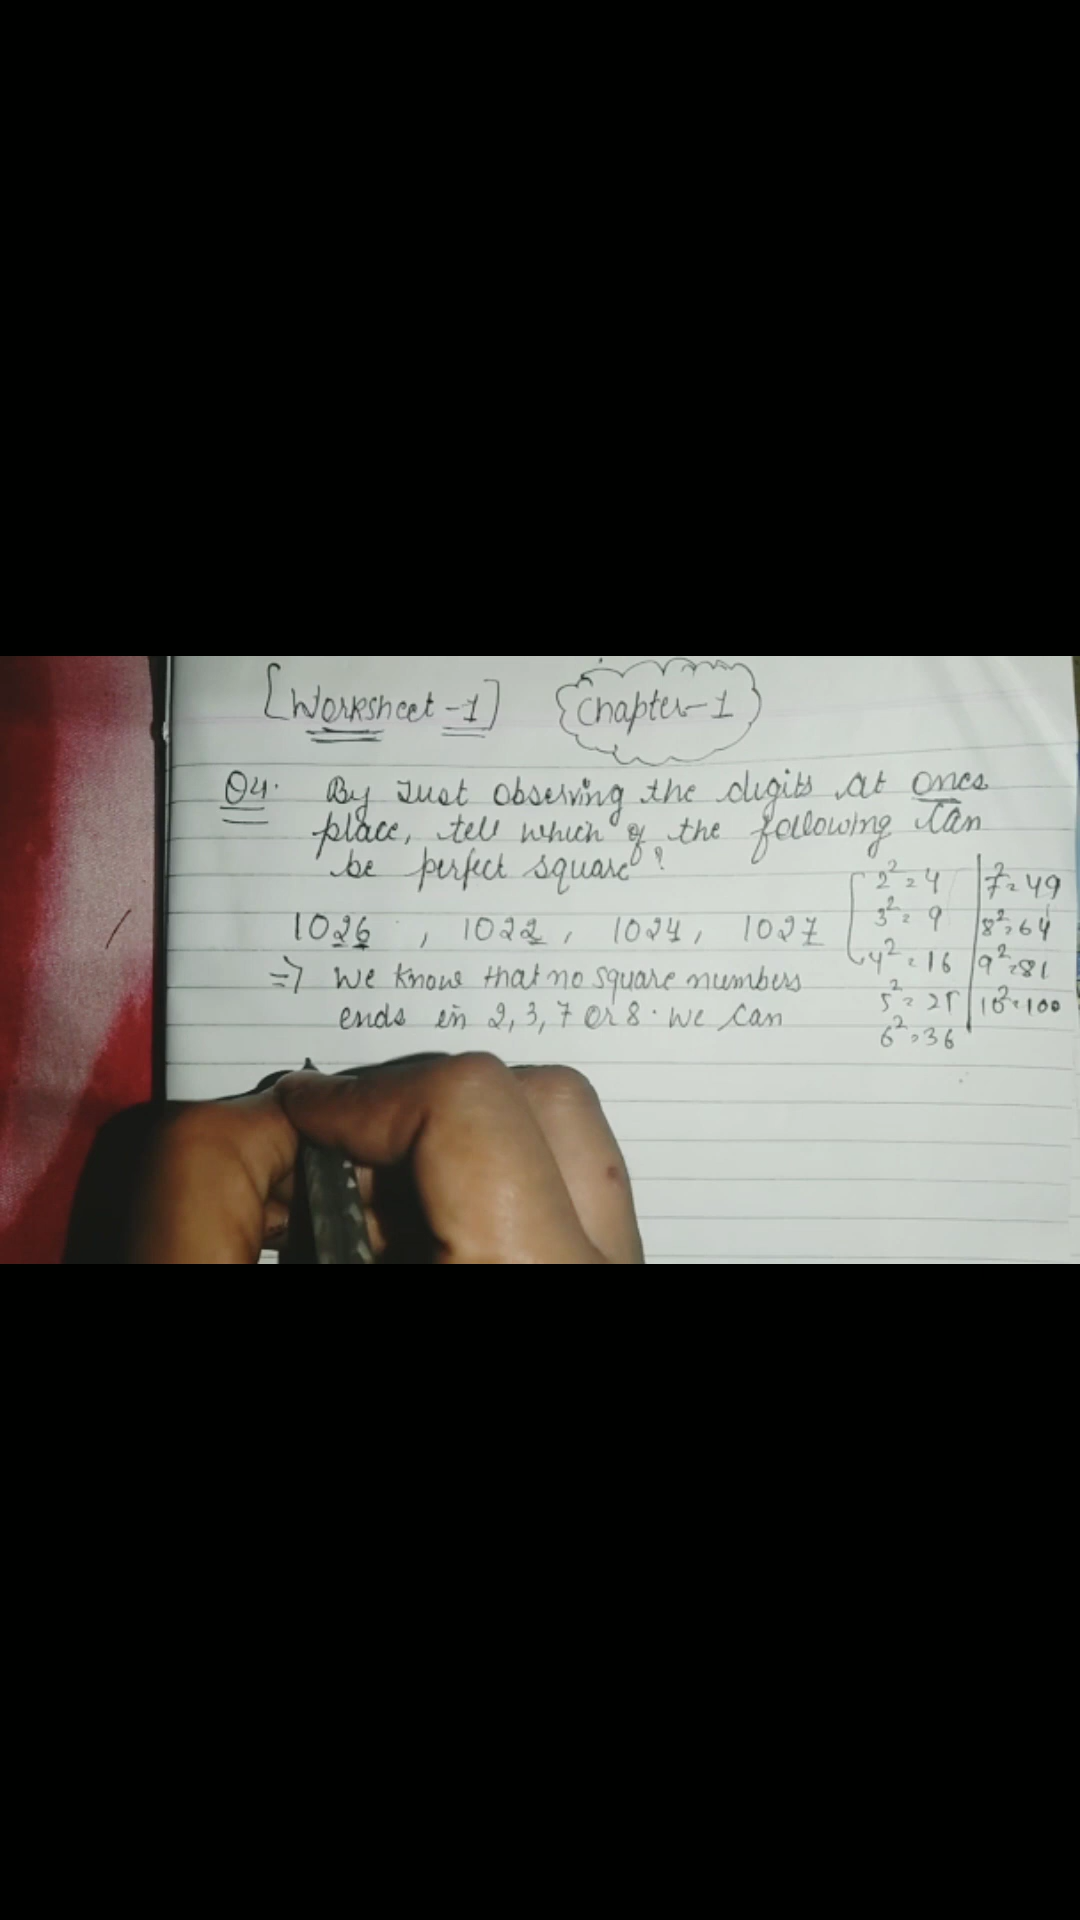 [Worksheet-1]
Chapter-1
Q4. By Just observing the digits at ones
place, tell which of the following can
be perfect square?
1026, 1022, 1024, 1027
⇒ We know that no square numbers
ends in 2, 3, 7 or 8. We can
2² = 4
3² = 9
4² = 16
5² = 25
6² = 36
7² = 49
8² = 64
9² = 81
10² = 100